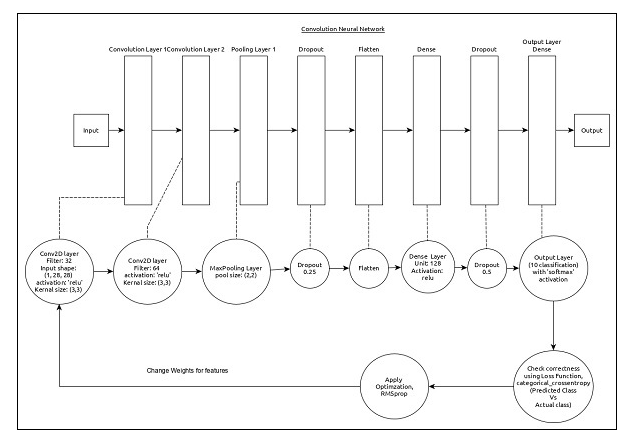 Convolution Neural Network
Convolution Layer 1 Convolution Layer 2 Pooling Layer 1 Dropout Flatten Dense Dropout Output Layer
Dense
Input
Output
Conv2D layer
Filter: 32
Input shape:
(1, 28, 28)
activation: 'relu'
Kernal size: (3,3)
Conv2D layer
Filter: 64
activation: 'relu'
Kernal size: (3,3)
MaxPooling Layer
pool size: (2,2)
Dropout
0.25
Flatten
Dense Layer
Unit: 128
Activation:
relu
Dropout
0.5
Output Layer
(10 classification)
with 'softmax'
activation
Check correctness
using Loss Function,
categorical_crossentropy
(Predicted Class
Vs
Actual class)
Apply
Optimzation,
RMSprop
Change Weights for features